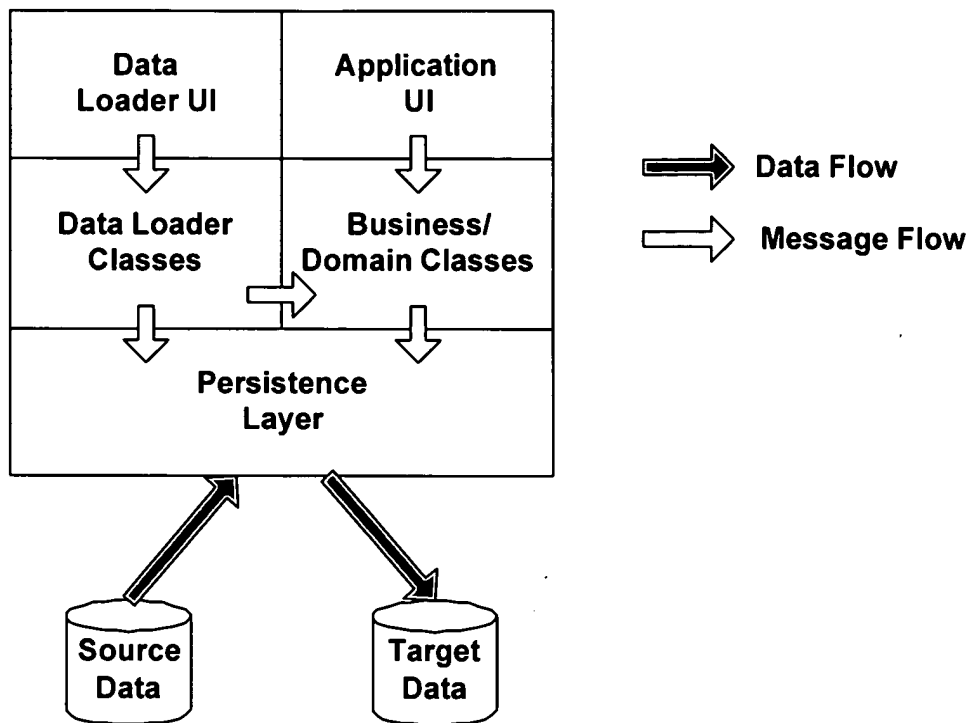 Data
Loader UI
Application
UI
Data Loader
Classes
Business/
Domain Classes
Persistence
Layer
Source
Data
Target
Data
Data Flow
Message Flow